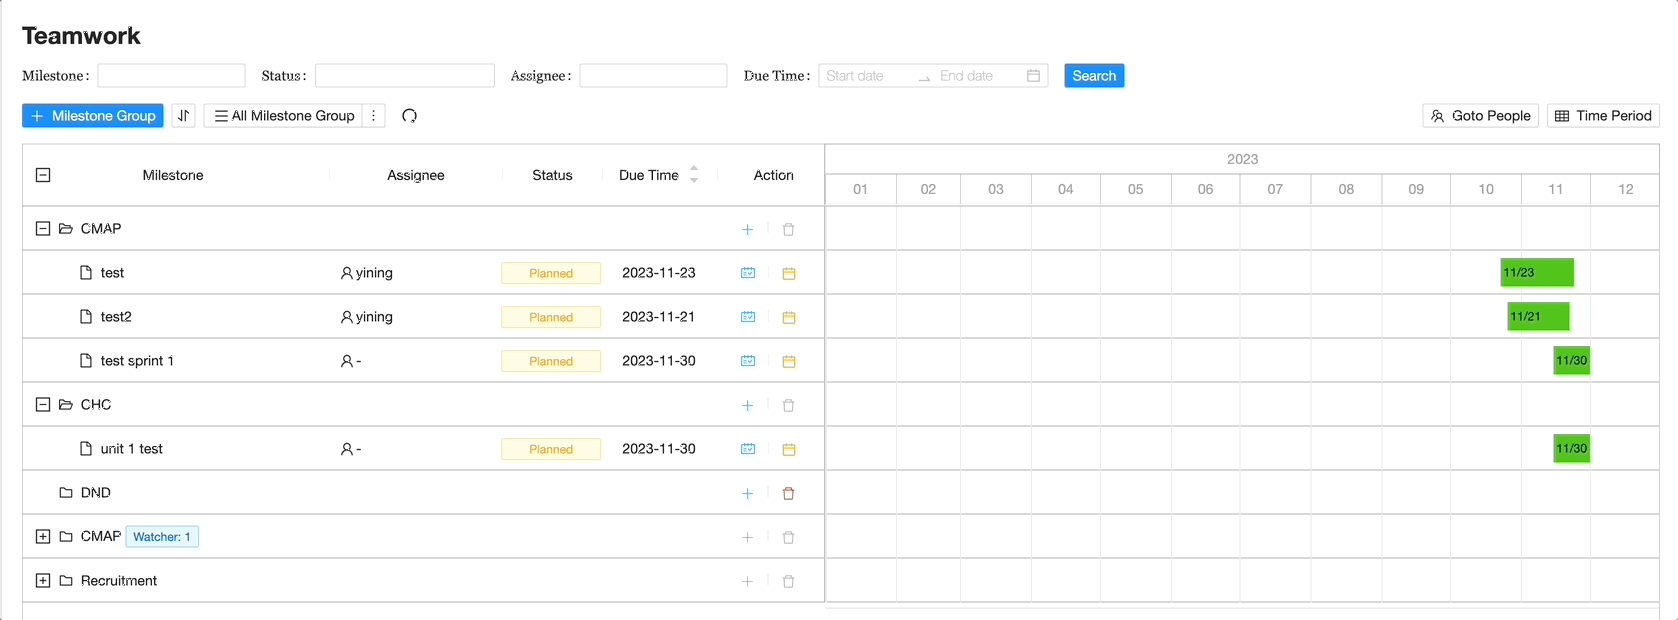 Teamwork
Milestone: Status: Assignee: Due Time: Start date End date Search
+ Milestone Group All Milestone Group Goto People Time Period
Milestone Assignee Status Due Time Action 2023
01 02 03 04 05 06 07 08 09 10 11 12
CMAP
test yining Planned 2023-11-23 11/23
test2 yining Planned 2023-11-21 11/21
test sprint 1 - Planned 2023-11-30 11/30
CHC
unit 1 test - Planned 2023-11-30 11/30
DND
CMAP Watcher: 1
Recruitment